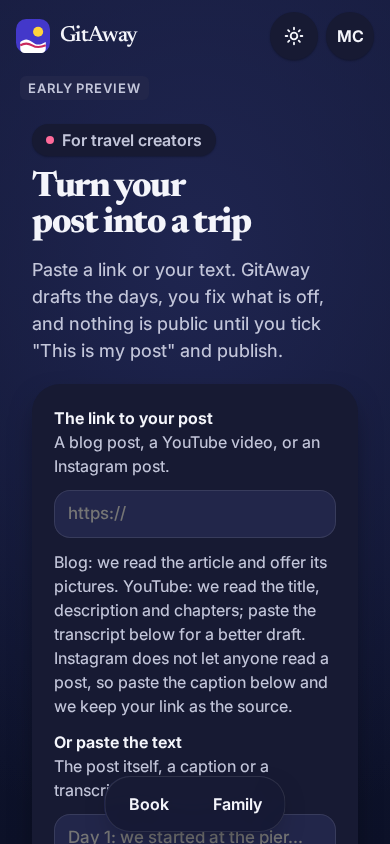 GitAway
MC
EARLY PREVIEW
For travel creators
Turn your
post into a trip
Paste a link or your text. GitAway
drafts the days, you fix what is off,
and nothing is public until you tick
"This is my post" and publish.
The link to your post
A blog post, a YouTube video, or an
Instagram post.
https://
Blog: we read the article and offer its
pictures. YouTube: we read the title,
description and chapters; paste the
transcript below for a better draft.
Instagram does not let anyone read a
post, so paste the caption below and
we keep your link as the source.
Or paste the text
The post itself, a caption or a
Book
Family
Day 1: we started at the pier...